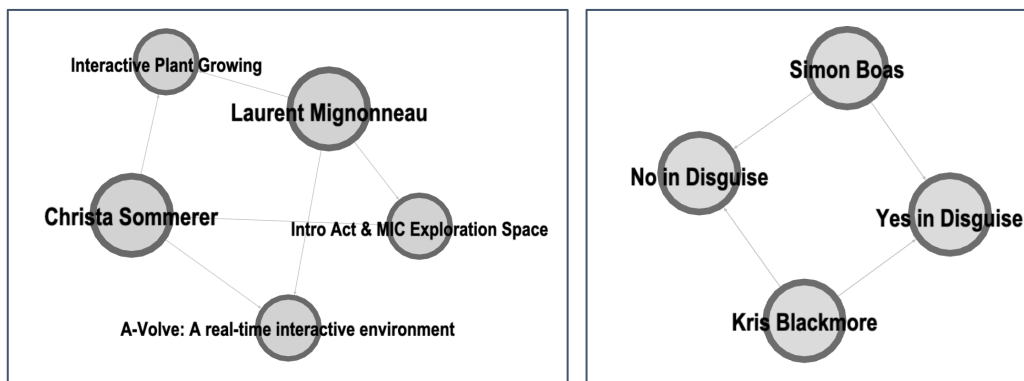 Interactive Plant Growing
Laurent Mignonneau
Christa Sommerer
Intro Act & MIC Exploration Space
A-Volve: A real-time interactive environment
Simon Boas
No in Disguise
Yes in Disguise
Kris Blackmore